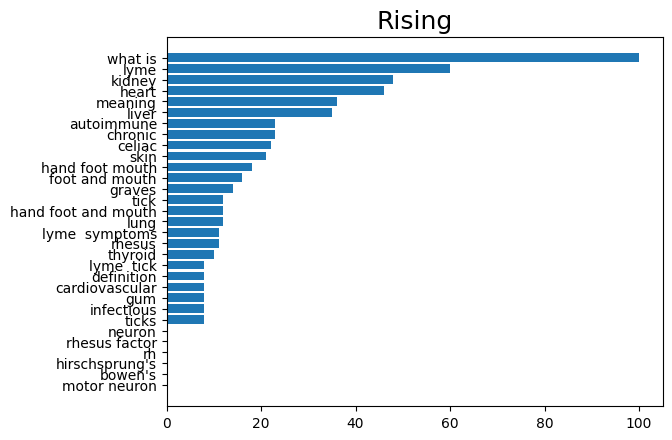 Rising
what is
lyme
kidney
heart
meaning
liver
autoimmune
chronic
celiac
skin
hand foot mouth
foot and mouth
graves
tick
hand foot and mouth
lung
lyme  symptoms
rhesus
thyroid
lyme  tick
definition
cardiovascular
gum
infectious
ticks
neuron
rhesus factor
rh
hirschsprung's
bowen's
motor neuron
0 20 40 60 80 100